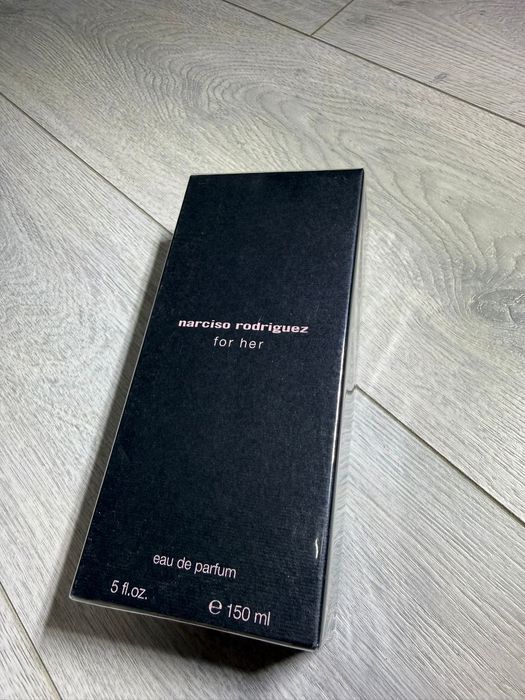 narciso rodriguez
for her
eau de parfum
5 fl.oz. ℮ 150 ml